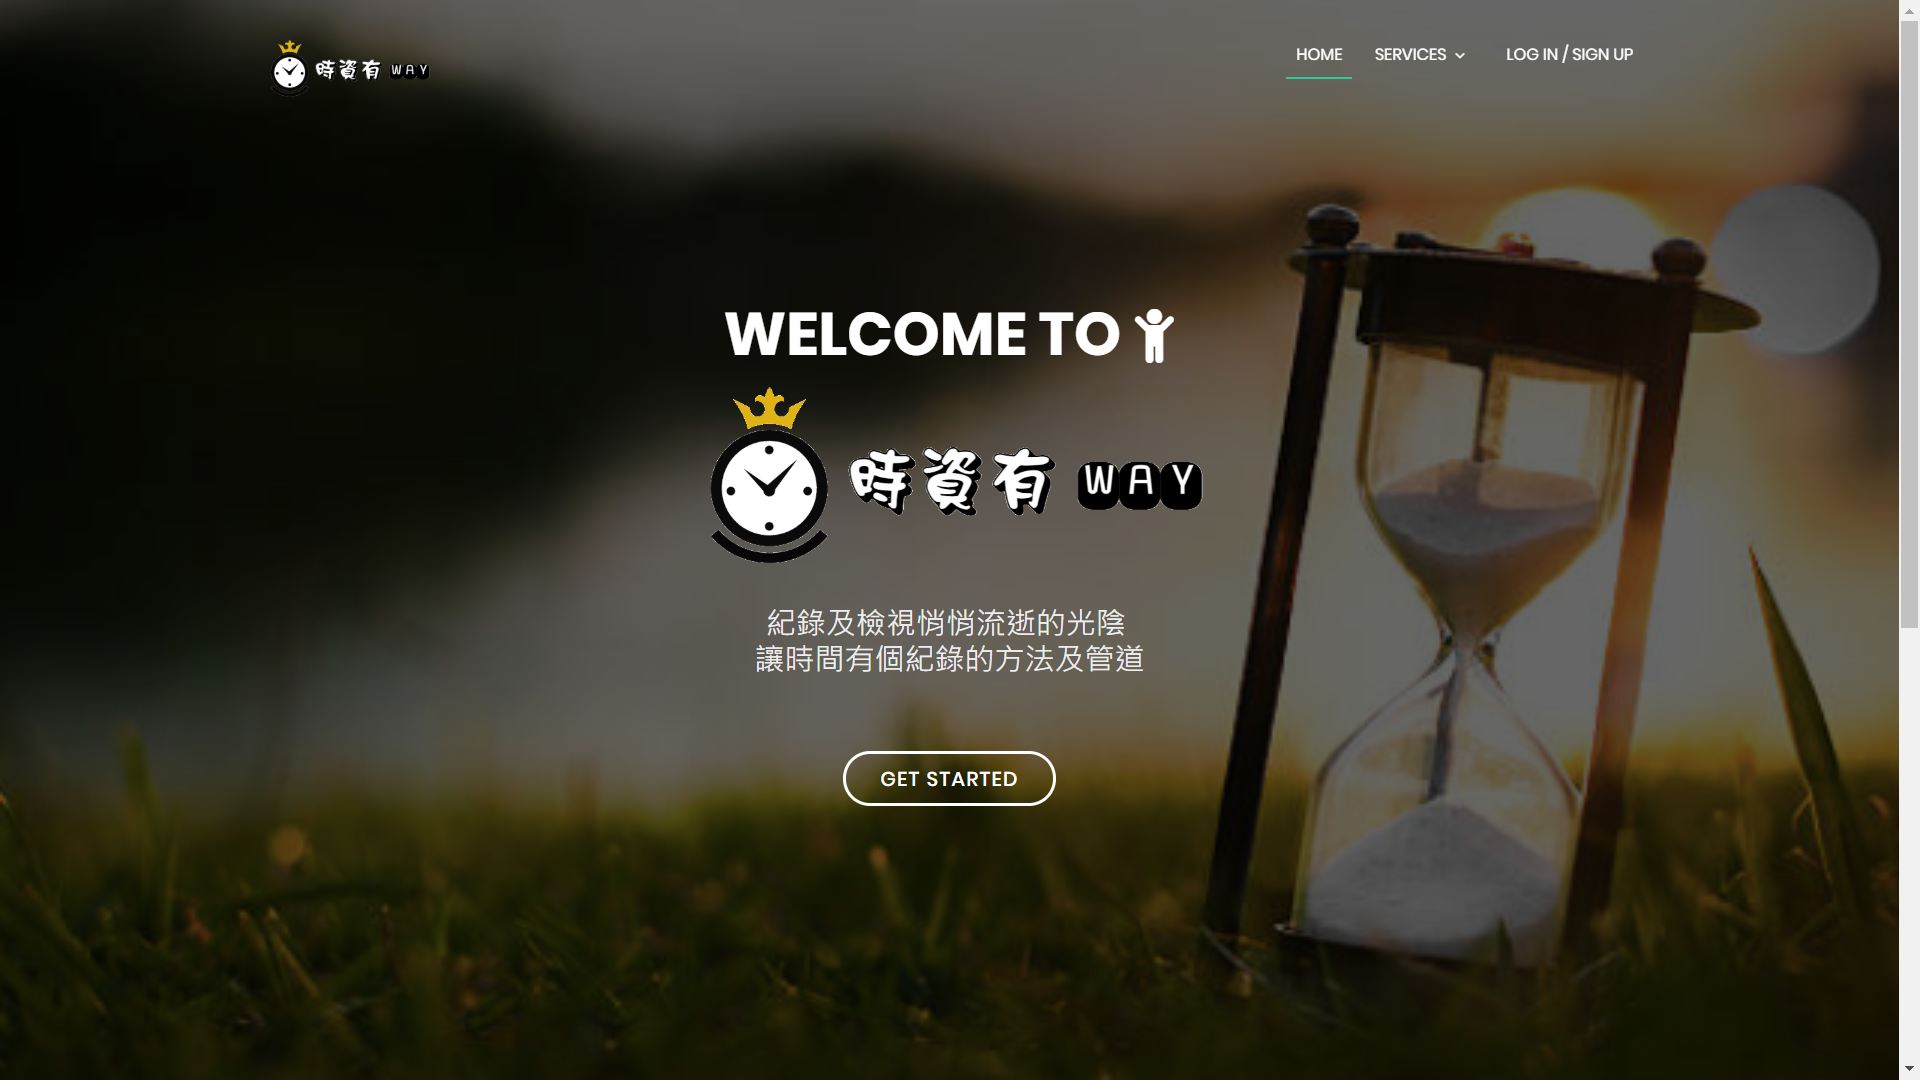 時資有 WAY
HOME
SERVICES
LOG IN / SIGN UP
WELCOME TO
時資有 WAY
紀錄及檢視悄悄流逝的光陰
讓時間有個紀錄的方法及管道
GET STARTED